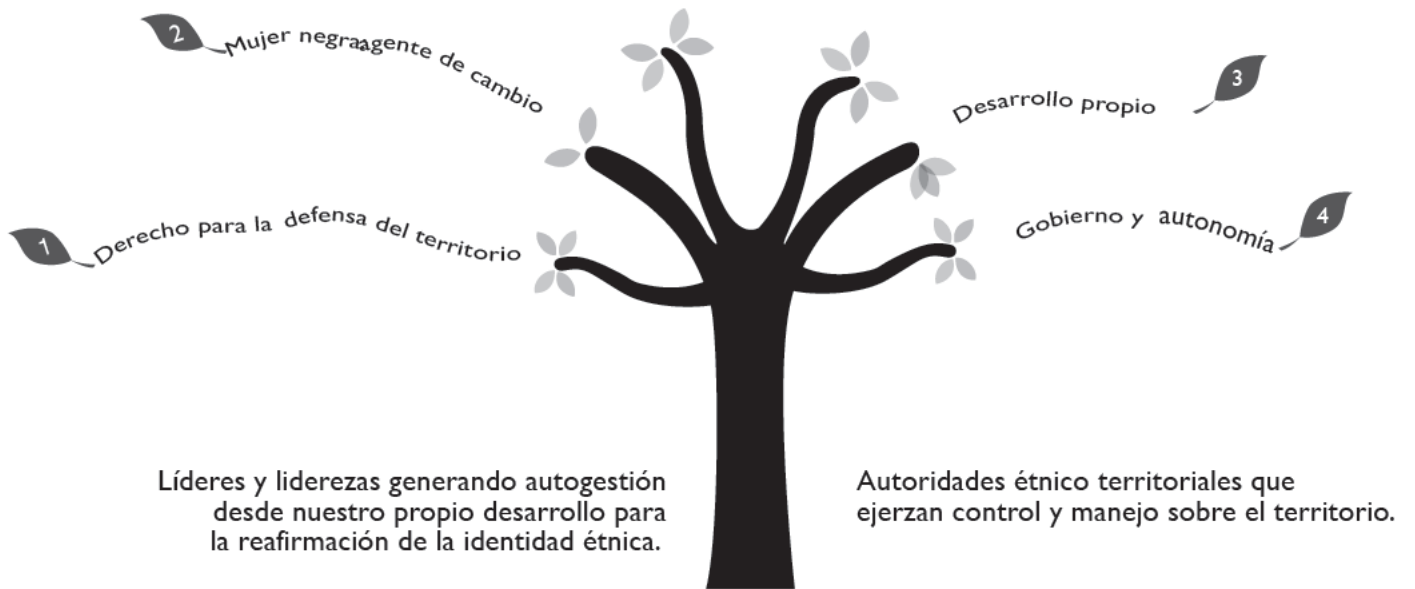 2
Mujer negra:agente de cambio
3
Desarrollo propio
1
Derecho para la defensa del territorio
4
Gobierno y autonomía
Líderes y liderezas generando autogestión
desde nuestro propio desarrollo para
la reafirmación de la identidad étnica.
Autoridades étnico territoriales que
ejerzan control y manejo sobre el territorio.